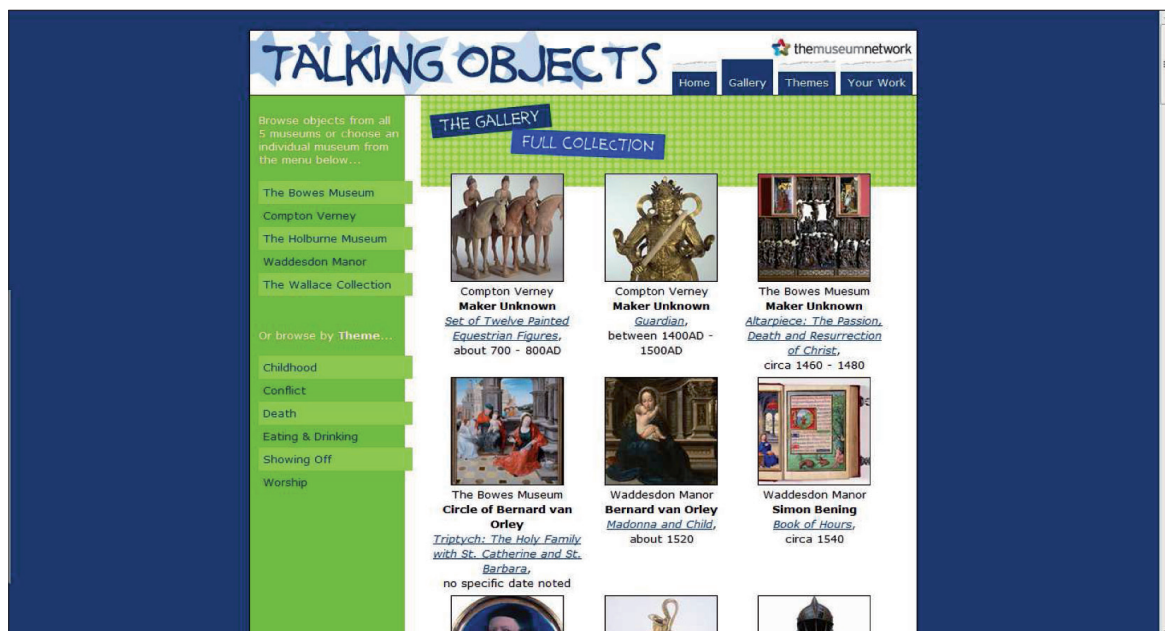 TALKING OBJECTS
themuseumnetwork
Home
Gallery
Themes
Your Work
Browse objects from all
5 museums or choose an
individual museum from
the menu below...
The Bowes Museum
Compton Verney
The Holburne Museum
Waddesdon Manor
The Wallace Collection
Or browse by Theme...
Childhood
Conflict
Death
Eating & Drinking
Showing Off
Worship
THE GALLERY
FULL COLLECTION
Compton Verney
Maker Unknown
Set of Twelve Painted
Equestrian Figures,
about 700 - 800AD
Compton Verney
Maker Unknown
Guardian,
between 1400AD -
1500AD
The Bowes Muesum
Maker Unknown
Altarpiece: The Passion,
Death and Resurrection
of Christ,
circa 1460 - 1480
The Bowes Museum
Circle of Bernard van
Orley
Triptych: The Holy Family
with St. Catherine and St.
Barbara,
no specific date noted
Waddesdon Manor
Bernard van Orley
Madonna and Child,
about 1520
Waddesdon Manor
Simon Bening
Book of Hours,
circa 1540